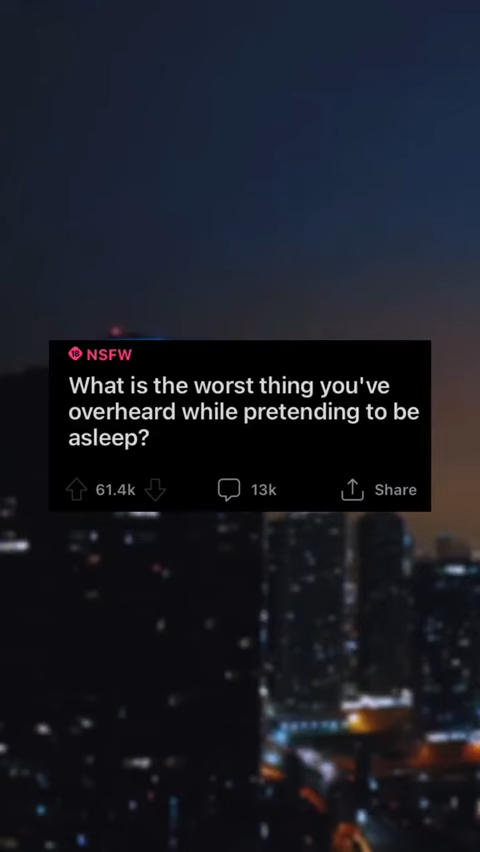 18 NSFW
What is the worst thing you've
overheard while pretending to be
asleep?
61.4k 13k Share